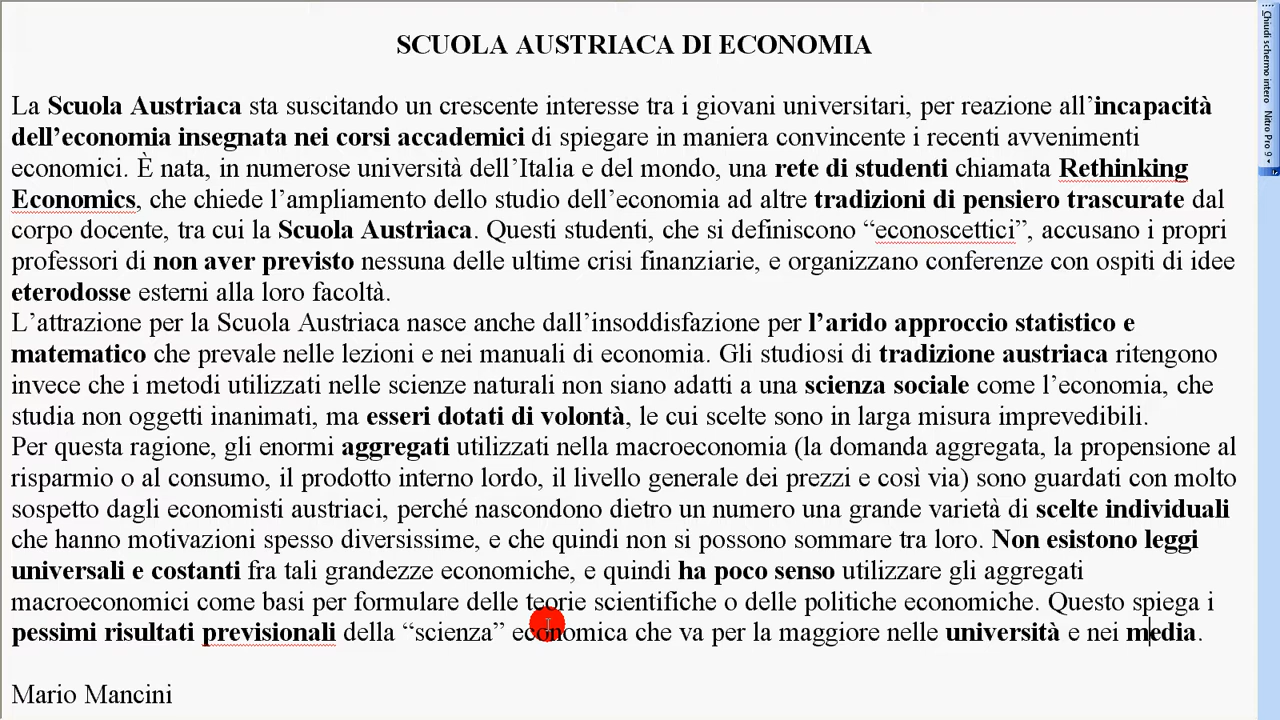 SCUOLA AUSTRIACA DI ECONOMIA
La Scuola Austriaca sta suscitando un crescente interesse tra i giovani universitari, per reazione all’incapacità
dell’economia insegnata nei corsi accademici di spiegare in maniera convincente i recenti avvenimenti
economici. È nata, in numerose università dell’Italia e del mondo, una rete di studenti chiamata Rethinking
Economics, che chiede l’ampliamento dello studio dell’economia ad altre tradizioni di pensiero trascurate dal
corpo docente, tra cui la Scuola Austriaca. Questi studenti, che si definiscono “econoscettici”, accusano i propri
professori di non aver previsto nessuna delle ultime crisi finanziarie, e organizzano conferenze con ospiti di idee
eterodosse esterni alla loro facoltà.
L’attrazione per la Scuola Austriaca nasce anche dall’insoddisfazione per l’arido approccio statistico e
matematico che prevale nelle lezioni e nei manuali di economia. Gli studiosi di tradizione austriaca ritengono
invece che i metodi utilizzati nelle scienze naturali non siano adatti a una scienza sociale come l’economia, che
studia non oggetti inanimati, ma esseri dotati di volontà, le cui scelte sono in larga misura imprevedibili.
Per questa ragione, gli enormi aggregati utilizzati nella macroeconomia (la domanda aggregata, la propensione al
risparmio o al consumo, il prodotto interno lordo, il livello generale dei prezzi e così via) sono guardati con molto
sospetto dagli economisti austriaci, perché nascondono dietro un numero una grande varietà di scelte individuali
che hanno motivazioni spesso diversissime, e che quindi non si possono sommare tra loro. Non esistono leggi
universali e costanti fra tali grandezze economiche, e quindi ha poco senso utilizzare gli aggregati
macroeconomici come basi per formulare delle teorie scientifiche o delle politiche economiche. Questo spiega i
pessimi risultati previsionali della “scienza” economica che va per la maggiore nelle università e nei media.
Mario Mancini
Chiudi schermo intero Nitro Pro 9